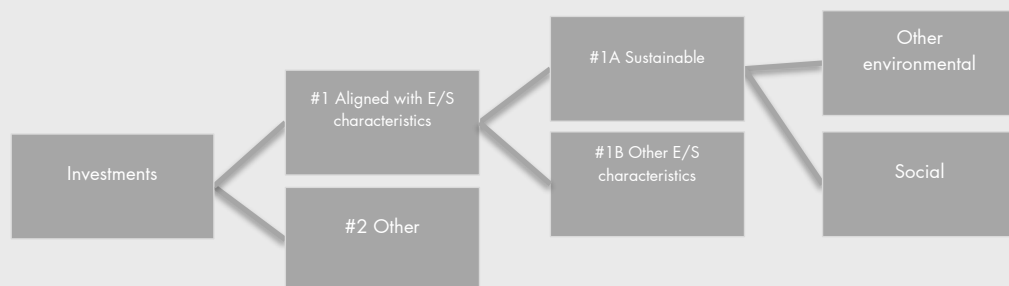 Investments
#1 Aligned with E/S
characteristics
#2 Other
#1A Sustainable
#1B Other E/S
characteristics
Other
environmental
Social